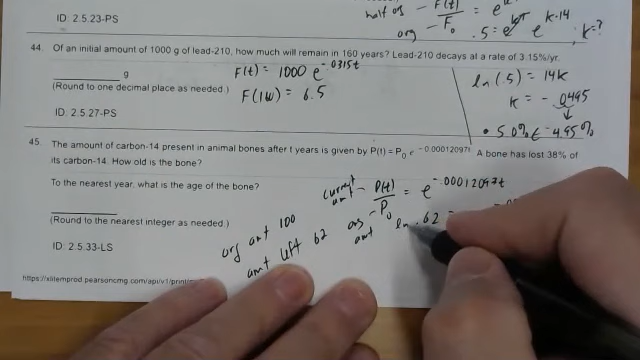 half as - F(t) = e
org - F₀
.5 = e^kt e^k·14 ; k=?
ID: 2.5.23-PS
44. Of an initial amount of 1000 g of lead-210, how much will remain in 160 years? Lead-210 decays at a rate of 3.15%/yr.
g
(Round to one decimal place as needed.)
F(t) = 1000 e^-.0315t
F(160) = 6.5
ID: 2.5.27-PS
ln(.5) = 14k
k = - .0495
5.0% -4.95%
45. The amount of carbon-14 present in animal bones after t years is given by P(t) = P₀ e^-0.00012097t. A bone has lost 38% of
its carbon-14. How old is the bone?
To the nearest year, what is the age of the bone?
(Round to the nearest integer as needed.)
ID: 2.5.33-LS
current amt - P(t) / P₀ = e^-.00012097t
amt
ln .62 =
org amt 100
amt left 62
https://xlitemprod.pearsoncmg.com/api/v1/print/